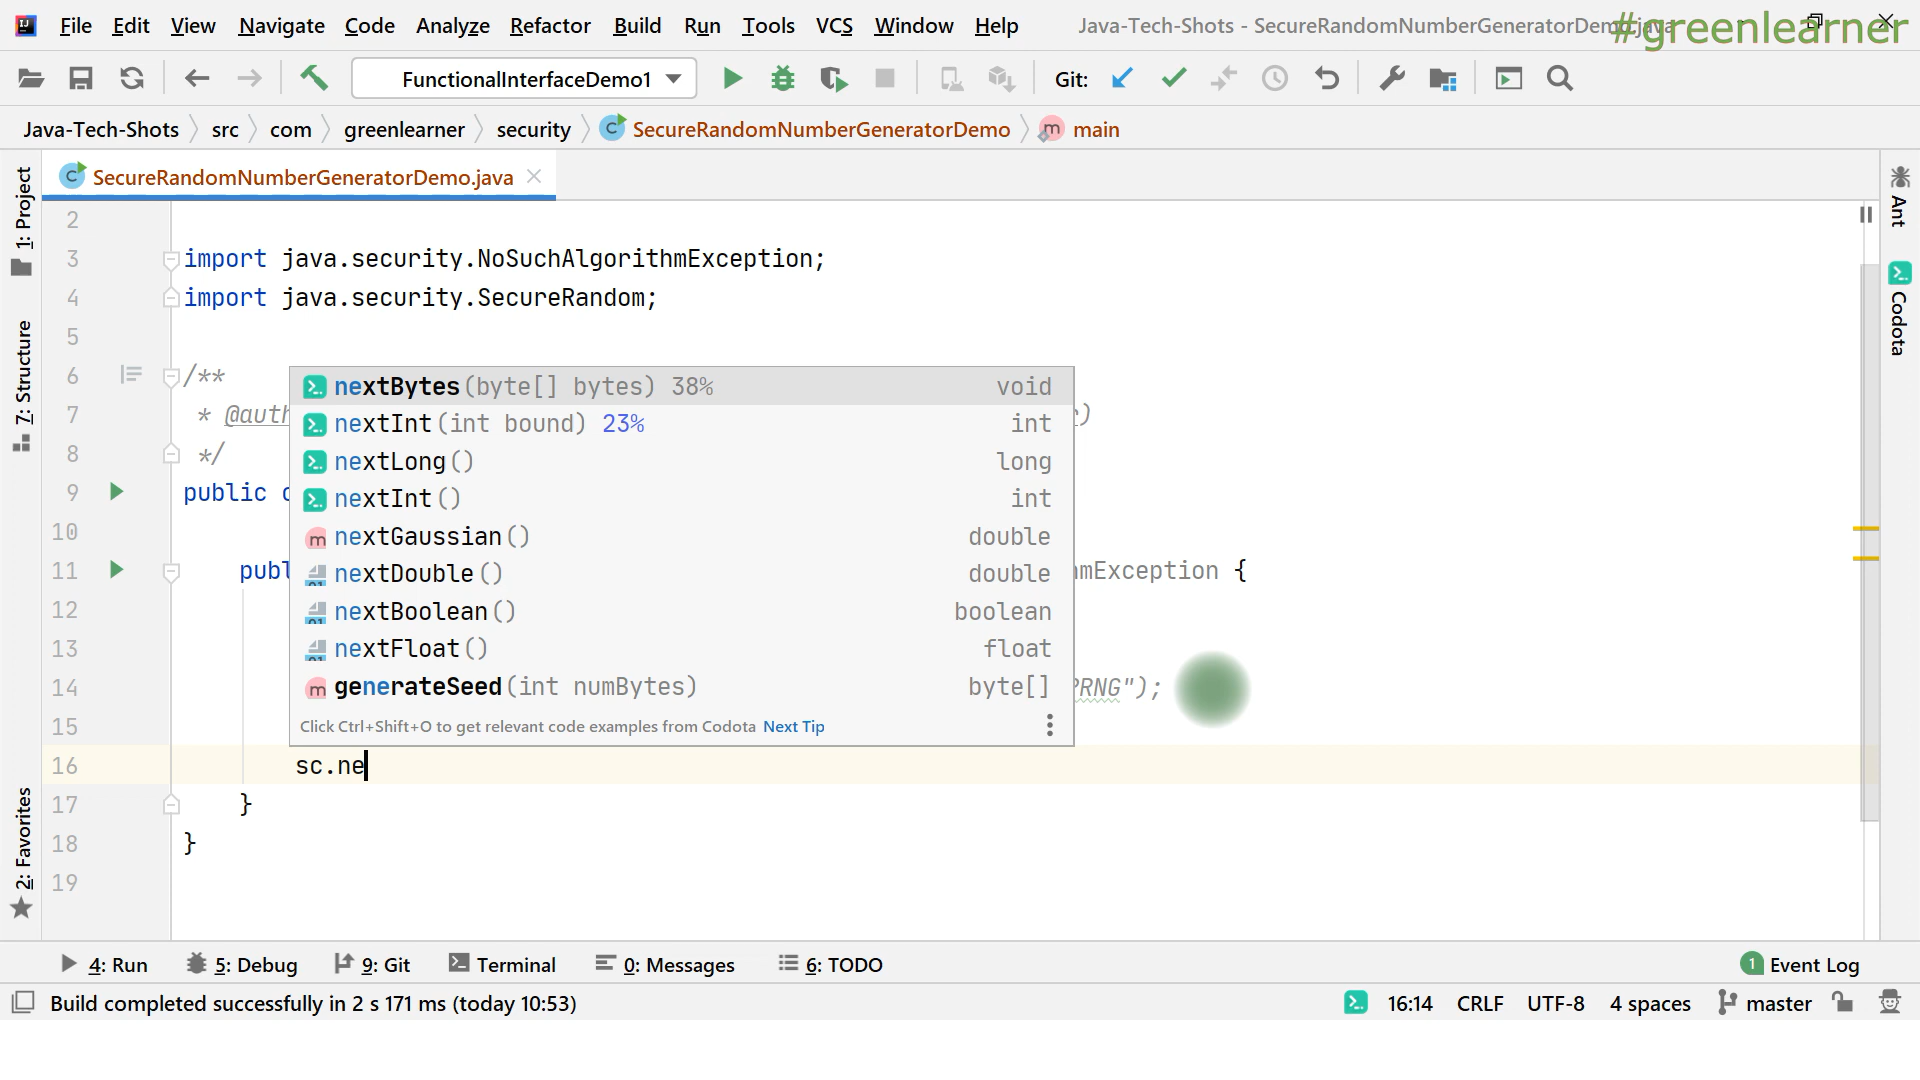 File Edit View Navigate Code Analyze Refactor Build Run Tools VCS Window Help Java-Tech-Shots - SecureRandomNumberGeneratorDemo.java
#greenlearner
FunctionalInterfaceDemo1 Git:
Java-Tech-Shots src com greenlearner security SecureRandomNumberGeneratorDemo main
SecureRandomNumberGeneratorDemo.java
1: Project
7: Structure
2: Favorites
Ant
Codota
2
3 import java.security.NoSuchAlgorithmException;
4 import java.security.SecureRandom;
5
6 /**
7 * @auth )
8 */
9 public c
10
11 publ mException {
12
13
14 PRNG");
15
16 sc.ne
17 }
18 }
19
nextBytes(byte[] bytes) 38% void
nextInt(int bound) 23% int
nextLong() long
nextInt() int
nextGaussian() double
nextDouble() double
nextBoolean() boolean
nextFloat() float
generateSeed(int numBytes) byte[]
Click Ctrl+Shift+O to get relevant code examples from Codota Next Tip
4: Run 5: Debug 9: Git Terminal 0: Messages 6: TODO 1 Event Log
Build completed successfully in 2 s 171 ms (today 10:53) 16:14 CRLF UTF-8 4 spaces master